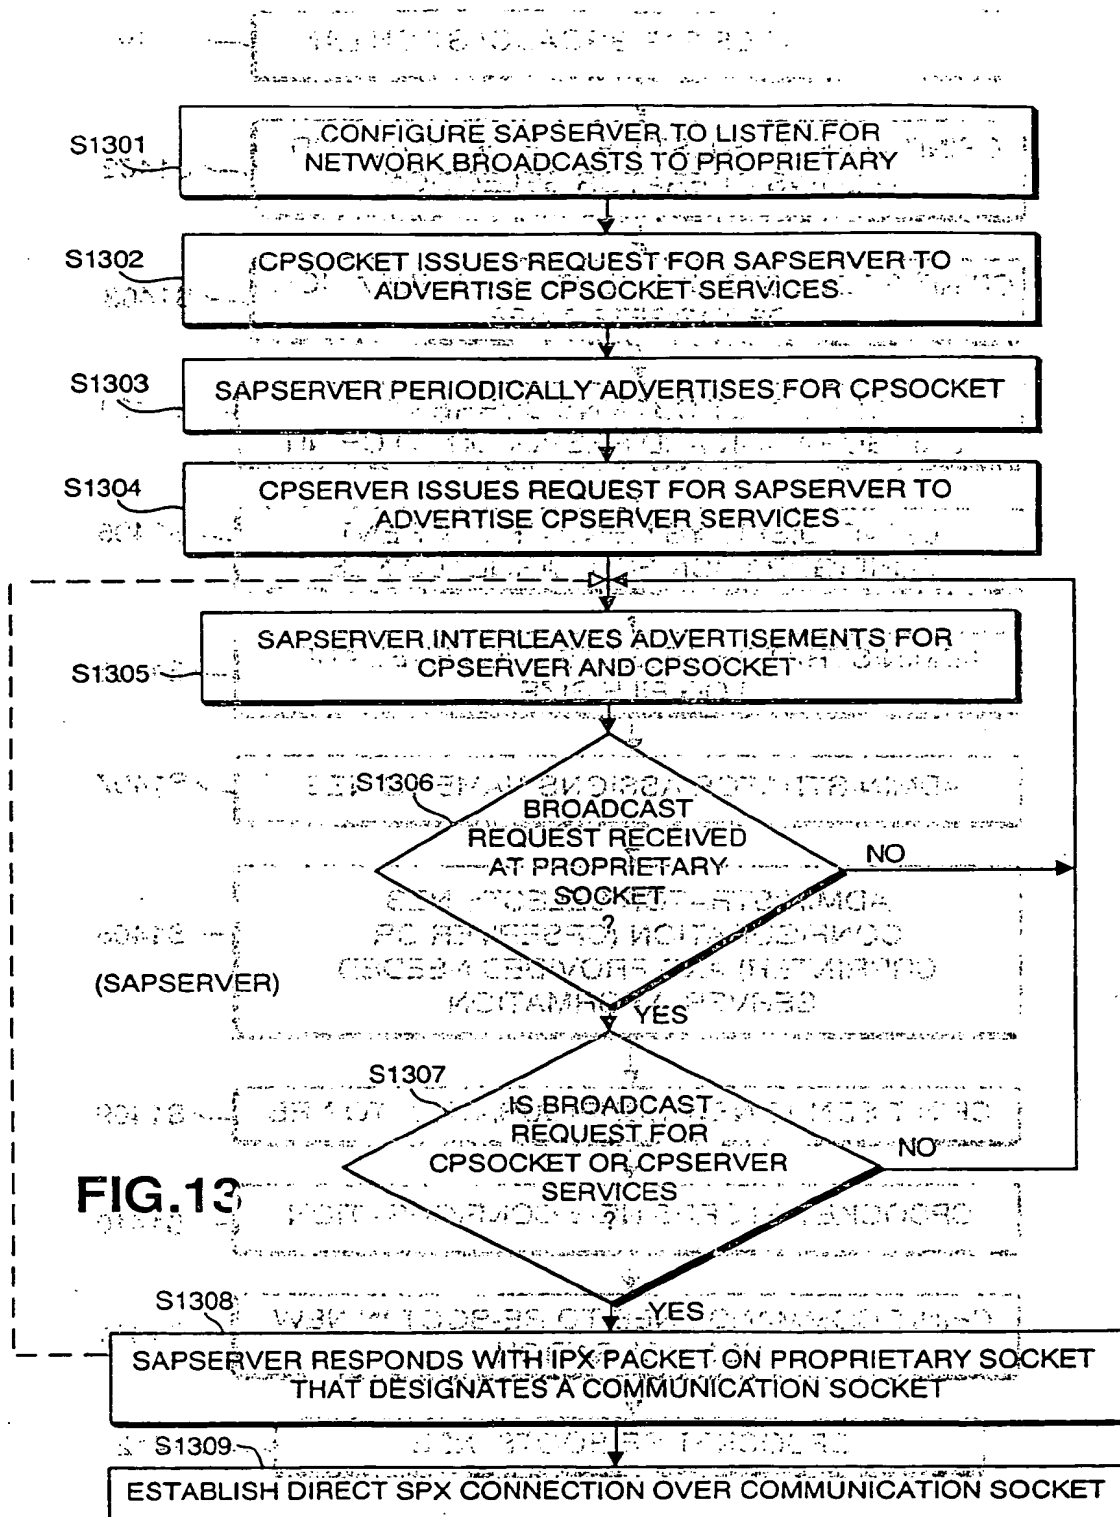 S1301
CONFIGURE SAPSERVER TO LISTEN FOR
NETWORK BROADCASTS TO PROPRIETARY
S1302
CPSOCKET ISSUES REQUEST FOR SAPSERVER TO
ADVERTISE CPSOCKET SERVICES
S1303
SAPSERVER PERIODICALLY ADVERTISES FOR CPSOCKET
S1304
CPSERVER ISSUES REQUEST FOR SAPSERVER TO
ADVERTISE CPSERVER SERVICES
SAPSERVER INTERLEAVES ADVERTISEMENTS FOR
CPSERVER AND CPSOCKET
S1305
S1306
BROADCAST
REQUEST RECEIVED
AT PROPRIETARY
SOCKET
?
NO
(SAPSERVER)
YES
S1307
IS BROADCAST
REQUEST FOR
CPSOCKET OR CPSERVER
SERVICES
?
NO
FIG.13
YES
S1308
SAPSERVER RESPONDS WITH IPX PACKET ON PROPRIETARY SOCKET
THAT DESIGNATES A COMMUNICATION SOCKET
S1309
ESTABLISH DIRECT SPX CONNECTION OVER COMMUNICATION SOCKET